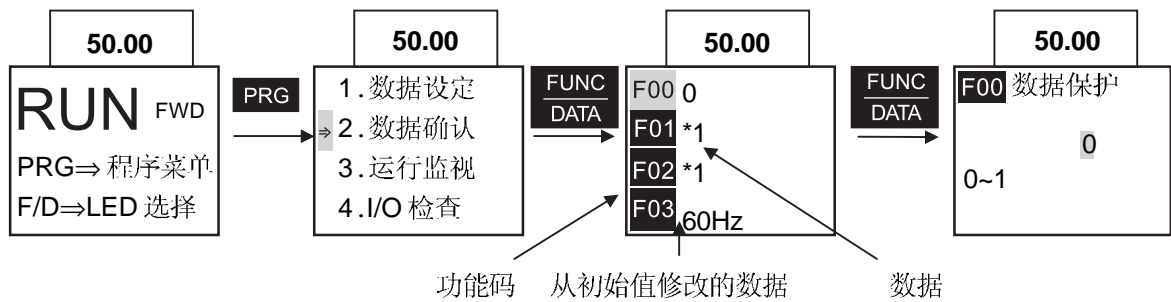 50.00
RUN FWD
PRG⇒程序菜单
F/D⇒LED 选择
PRG
50.00
1.数据设定
⇒2.数据确认
3.运行监视
4.I/O 检查
FUNC
DATA
50.00
F00 0
F01 *1
F02 *1
F03 60Hz
FUNC
DATA
50.00
F00 数据保护
0
0~1
功能码 从初始值修改的数据 数据